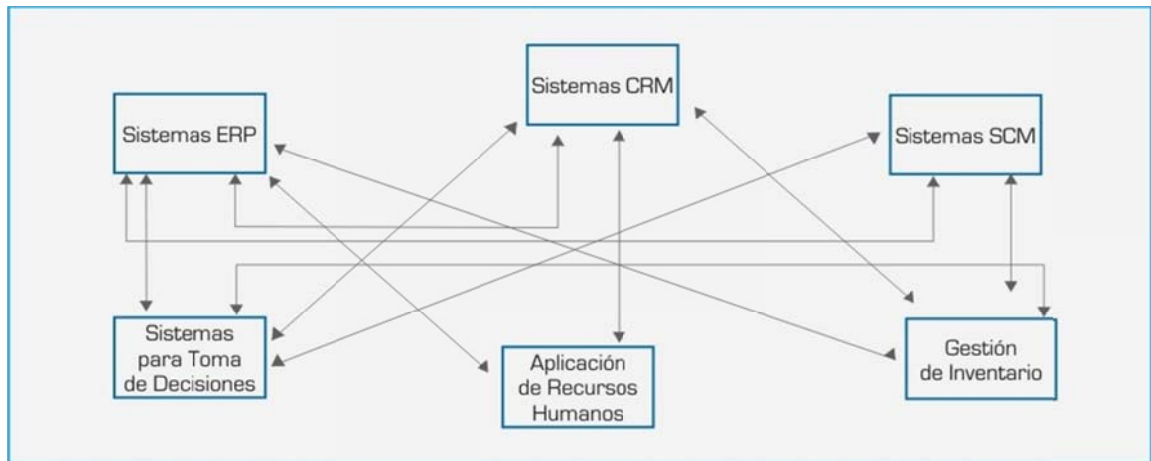 Sistemas CRM
Sistemas ERP
Sistemas SCM
Sistemas
para Toma
de Decisiones
Aplicación
de Recursos
Humanos
Gestión
de Inventario